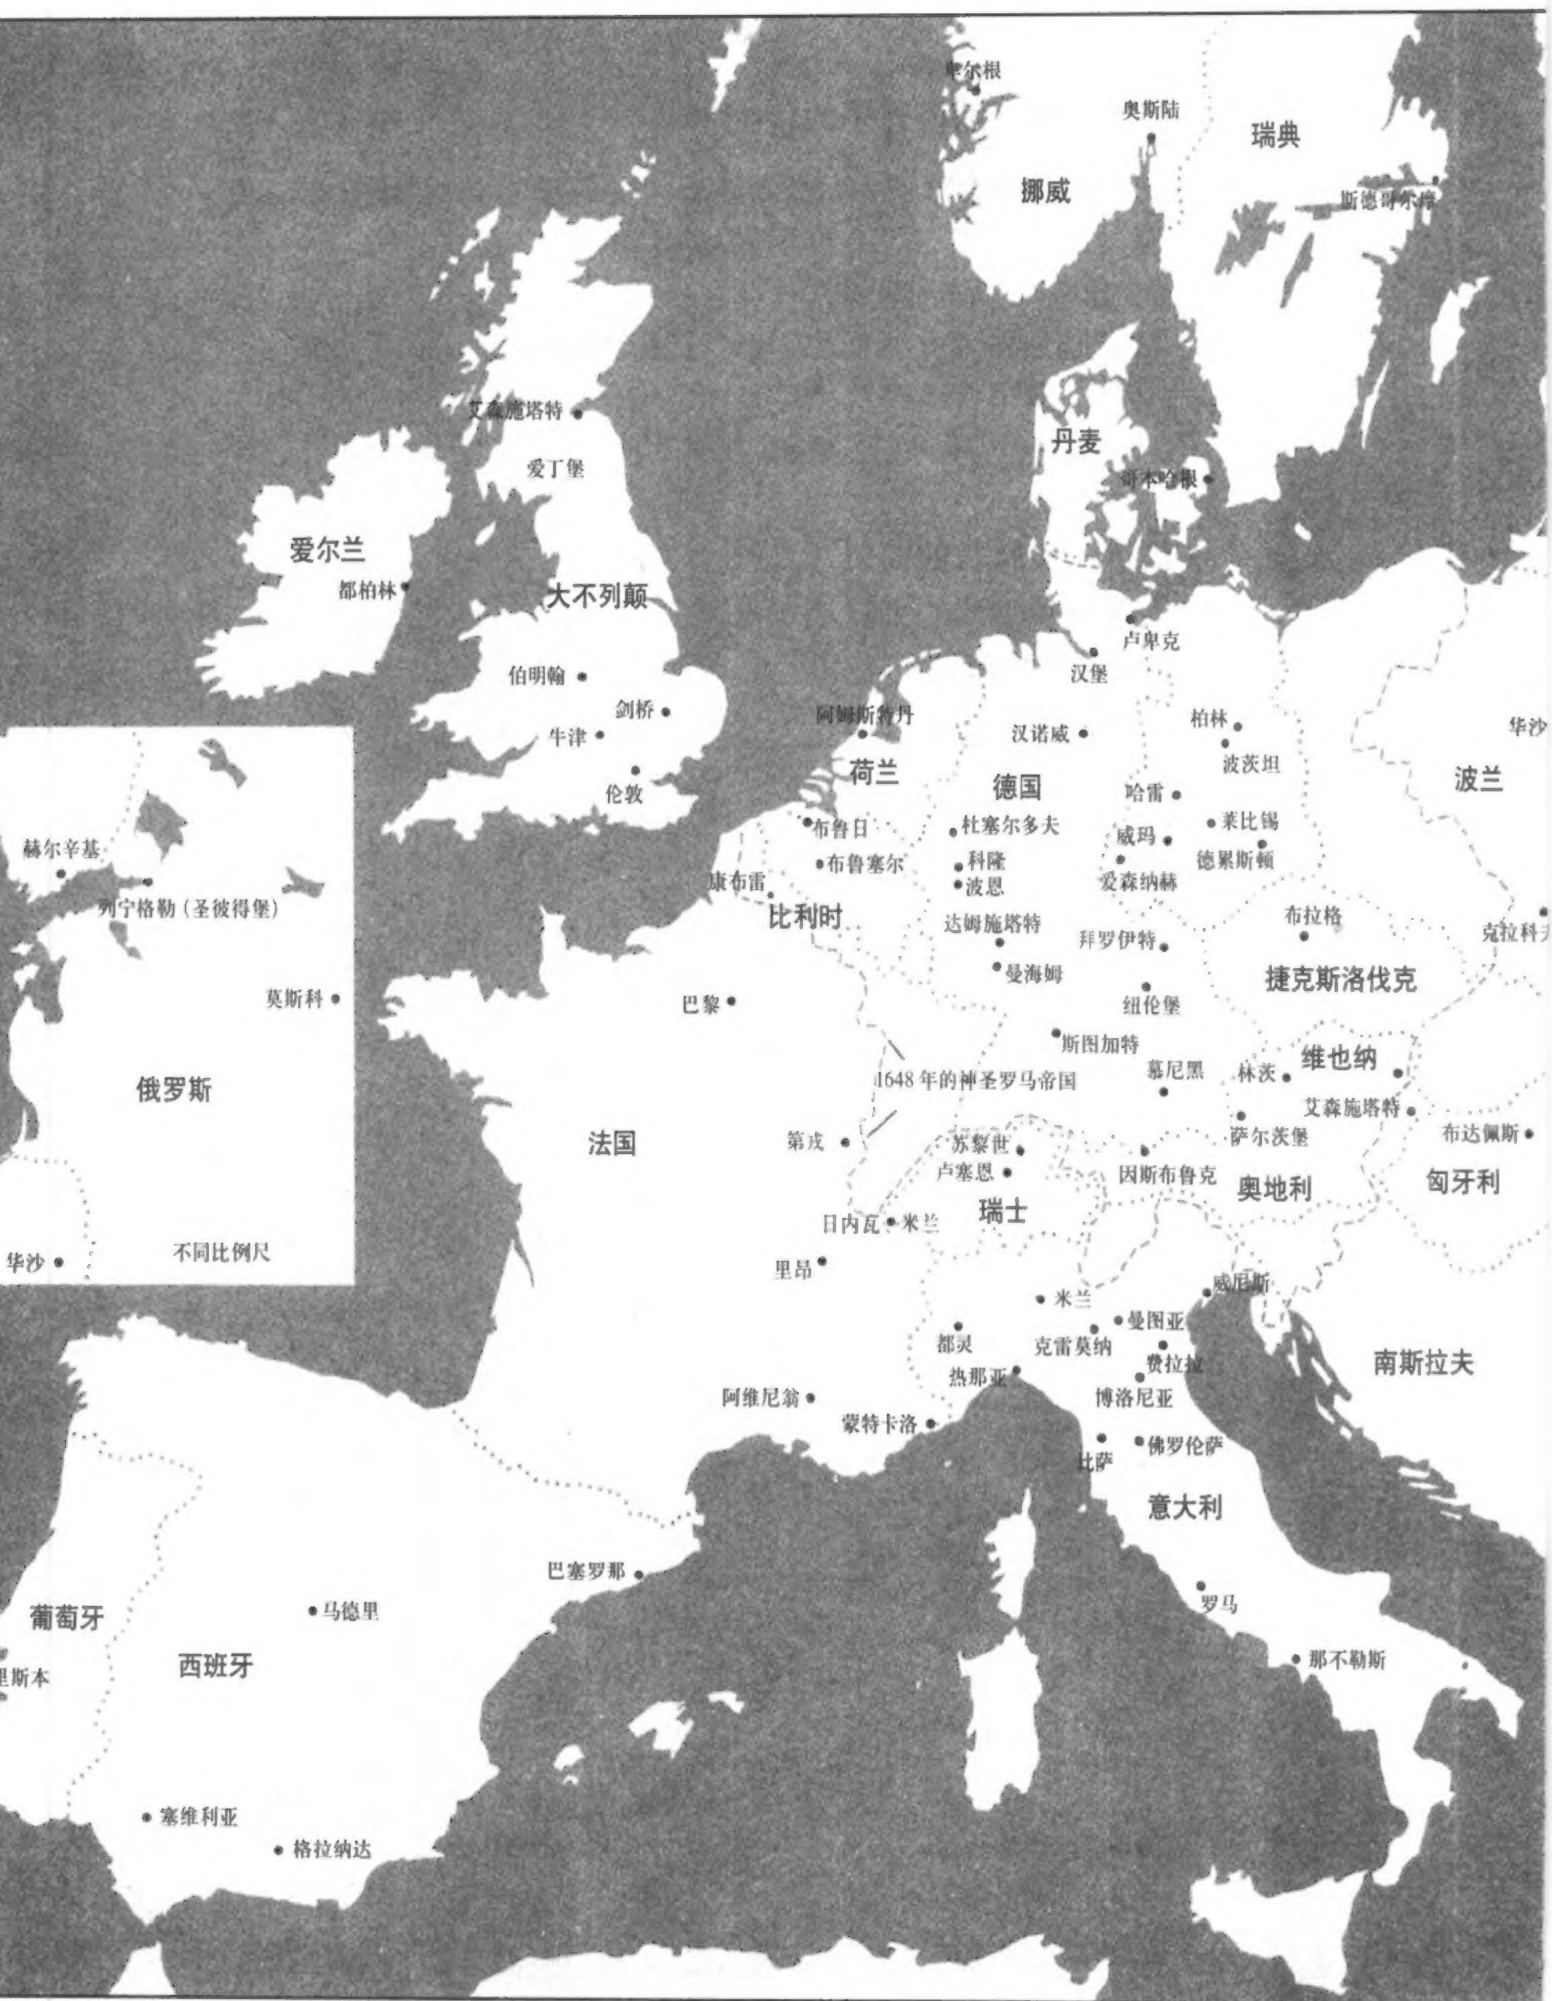 卑尔根
奥斯陆
瑞典
挪威
斯德哥尔摩
艾森施塔特
丹麦
爱丁堡
哥本哈根
爱尔兰
都柏林
大不列颠
卢卑克
汉堡
伯明翰
剑桥
阿姆斯特丹
柏林
牛津
汉诺威
华沙
波茨坦
荷兰
德国
波兰
伦敦
哈雷
布鲁日
杜塞尔多夫
莱比锡
威玛
赫尔辛基
布鲁塞尔
科隆
德累斯顿
康布雷
波恩
爱森纳赫
列宁格勒（圣彼得堡）
比利时
达姆施塔特
布拉格
拜罗伊特
克拉科夫
曼海姆
捷克斯洛伐克
莫斯科
巴黎
纽伦堡
斯图加特
维也纳
慕尼黑
林茨
俄罗斯
1648 年的神圣罗马帝国
艾森施塔特
法国
第戎
苏黎世
萨尔茨堡
布达佩斯
卢塞恩
因斯布鲁克
奥地利
匈牙利
瑞士
日内瓦
米兰
华沙
不同比例尺
里昂
威尼斯
米兰
曼图亚
都灵
克雷莫纳
费拉拉
南斯拉夫
热那亚
阿维尼翁
博洛尼亚
蒙特卡洛
佛罗伦萨
比萨
意大利
巴塞罗那
葡萄牙
马德里
罗马
西班牙
里斯本
那不勒斯
塞维利亚
格拉纳达